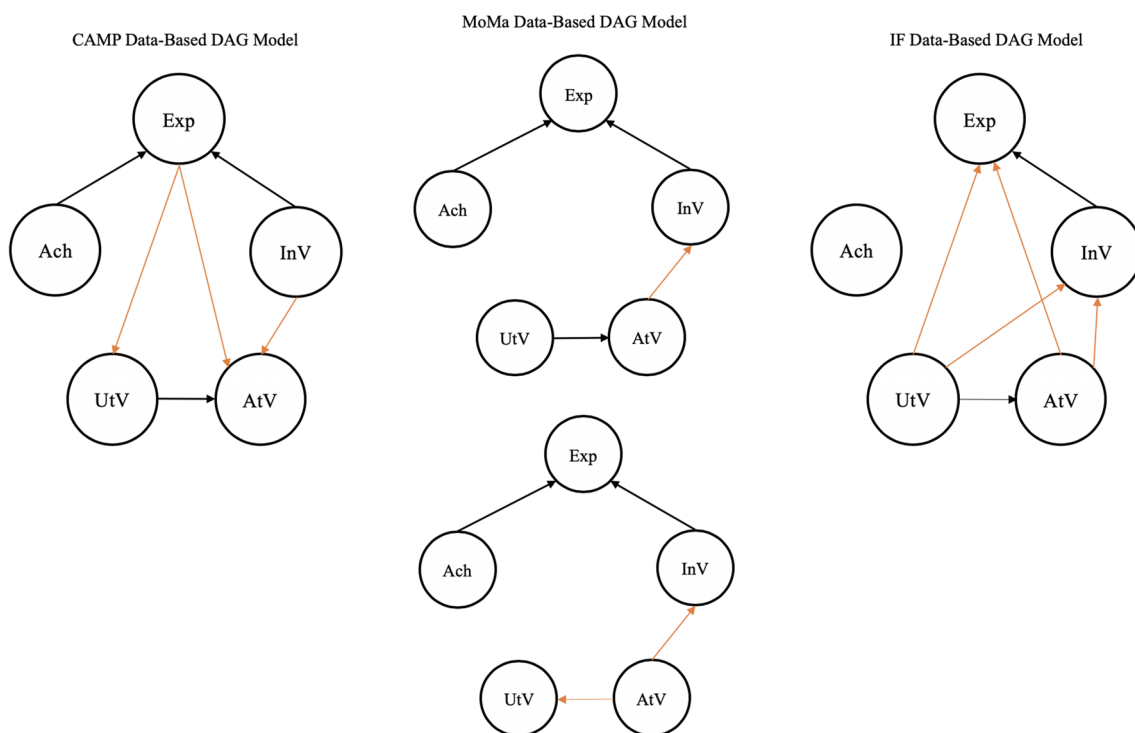 CAMP Data-Based DAG Model
MoMa Data-Based DAG Model
IF Data-Based DAG Model
Exp
Ach
InV
UtV
AtV
Exp
Ach
InV
UtV
AtV
Exp
Ach
InV
UtV
AtV
Exp
Ach
InV
UtV
AtV